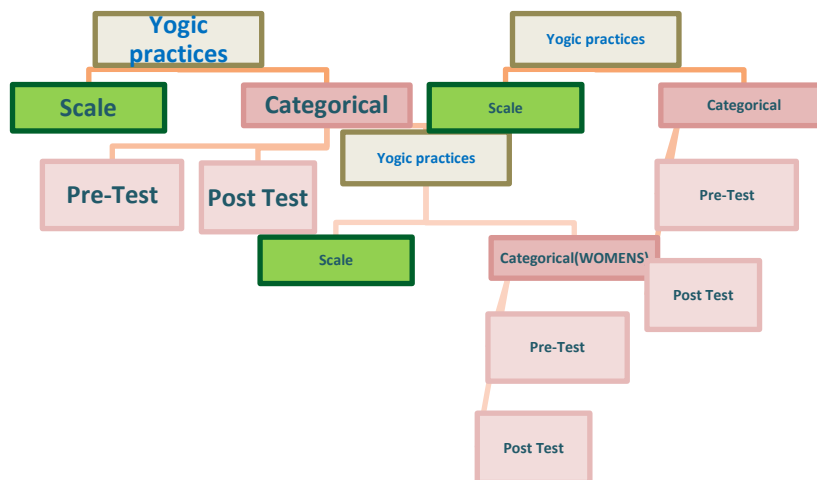 Yogic
practices
Yogic practices
Scale
Categorical
Scale
Categorical
Yogic practices
Pre-Test
Post Test
Pre-Test
Scale
Categorical(WOMENS)
Post Test
Pre-Test
Post Test